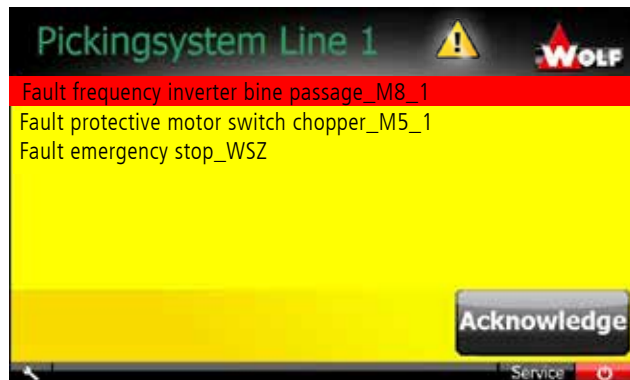 Pickingsystem Line 1
WOLF
Fault frequency inverter bine passage_M8_1
Fault protective motor switch chopper_M5_1
Fault emergency stop_WSZ
Acknowledge
Service